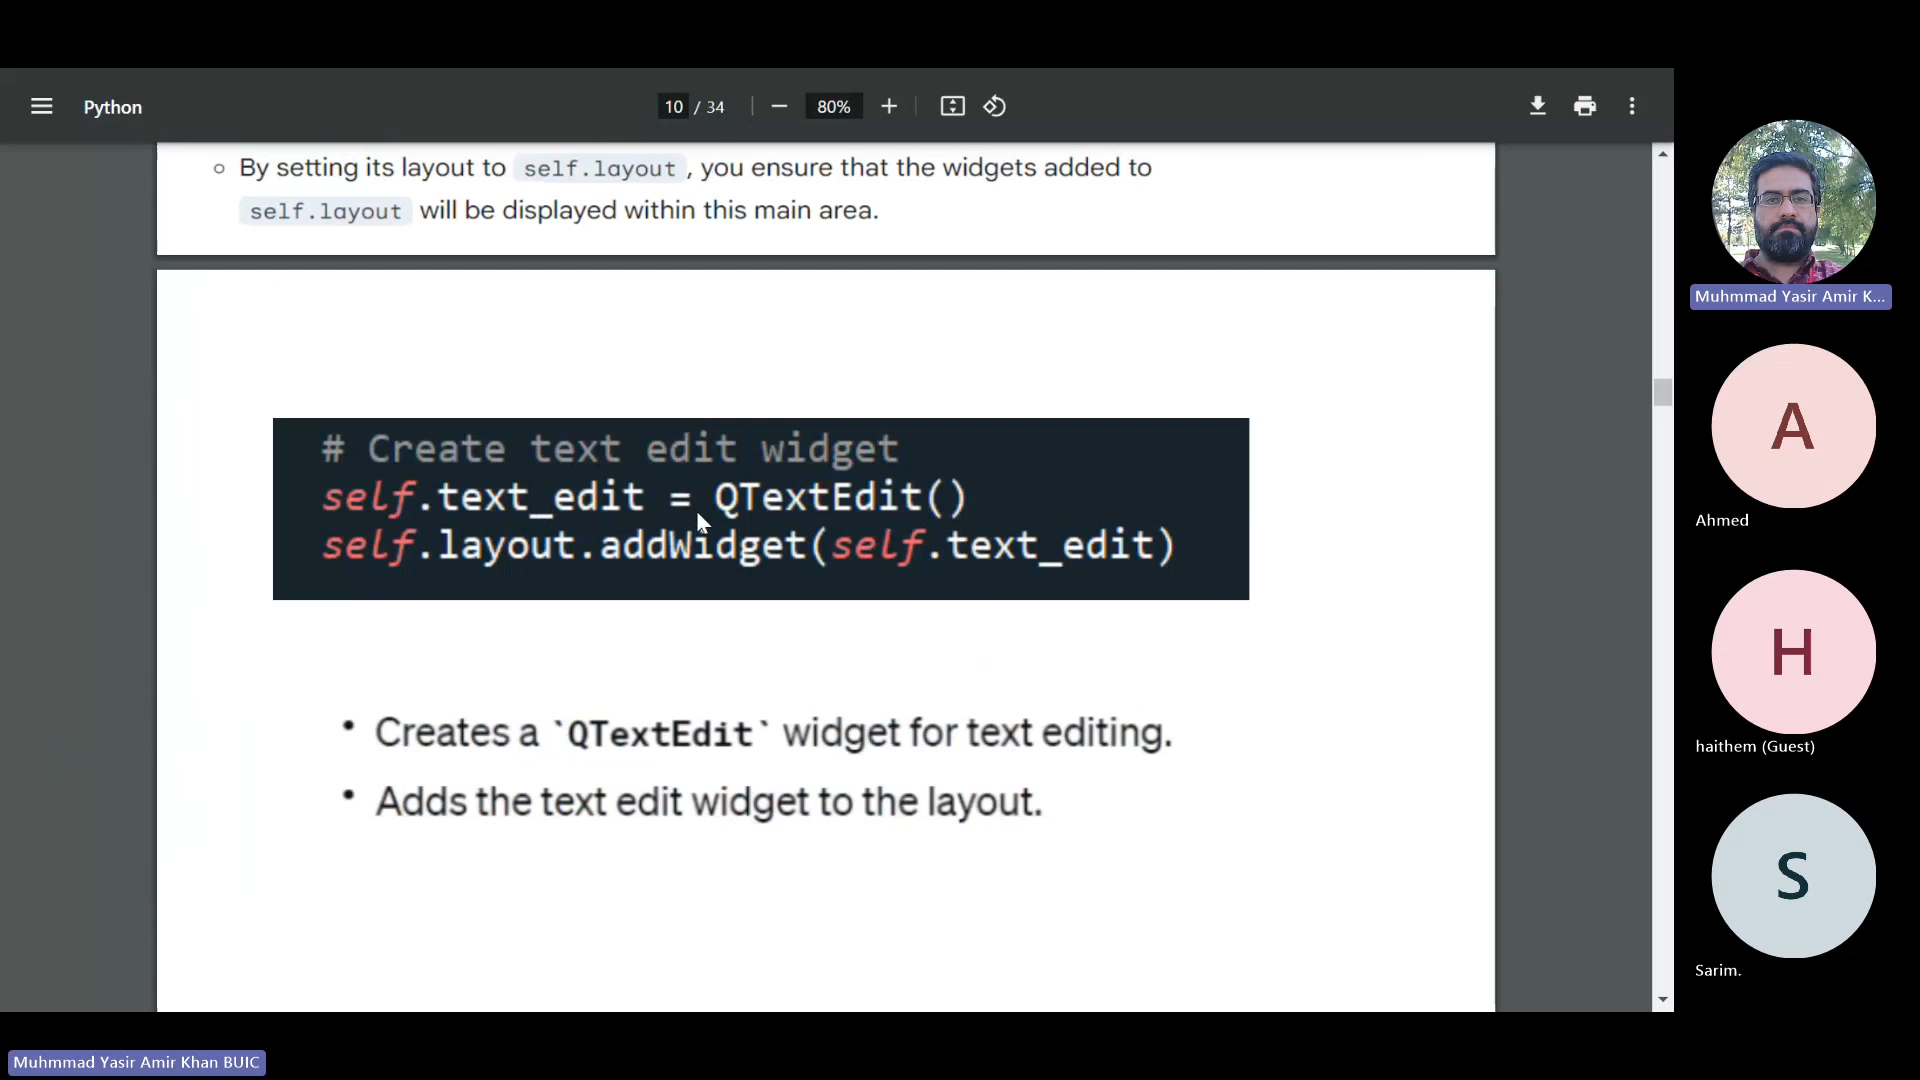 Python
10 / 34
80%
By setting its layout to self.layout, you ensure that the widgets added to
self.layout will be displayed within this main area.
# Create text edit widget
self.text_edit = QTextEdit()
self.layout.addWidget(self.text_edit)
• Creates a `QTextEdit` widget for text editing.
• Adds the text edit widget to the layout.
Muhmmad Yasir Amir K...
A
Ahmed
H
haithem (Guest)
S
Sarim.
Muhmmad Yasir Amir Khan BUIC